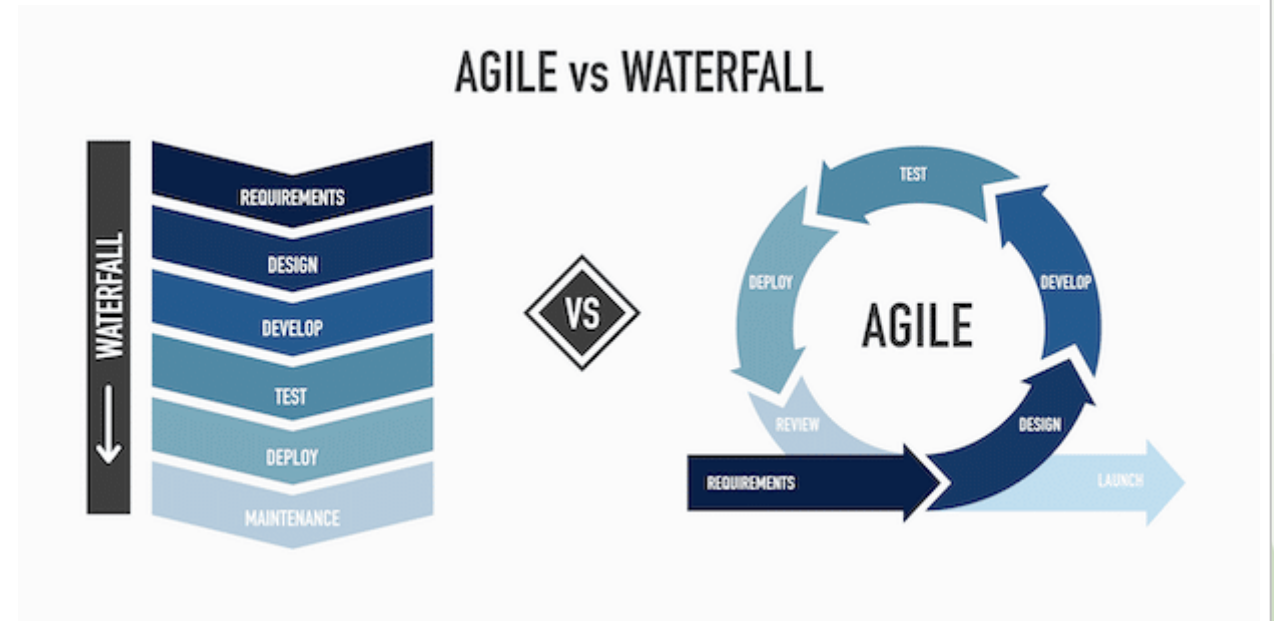 AGILE vs WATERFALL
WATERFALL
REQUIREMENTS
DESIGN
DEVELOP
TEST
DEPLOY
MAINTENANCE
VS
AGILE
TEST
DEPLOY
DEVELOP
REVIEW
DESIGN
REQUIREMENTS
LAUNCH